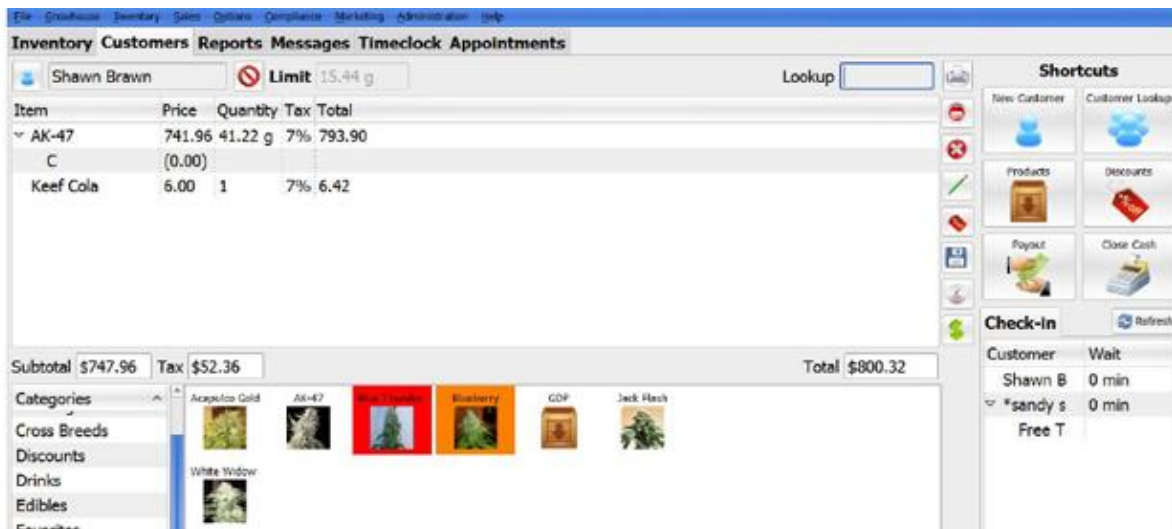 File Growhouse Inventory Sales Options Compliance Marketing Administration Help
Inventory Customers Reports Messages Timeclock Appointments
Shawn Brawn Limit 15.44 g Lookup
Shortcuts
Item Price Quantity Tax Total
New Customer Customer Lookup
AK-47 741.96 41.22 g 7% 793.90
C (0.00)
Keef Cola 6.00 1 7% 6.42
Products Discounts
Payout Close Cash
Check-in Refresh
Subtotal $747.96 Tax $52.36 Total $800.32
Customer Wait
Shawn B 0 min
*sandy s 0 min
Free T
Categories
Cross Breeds
Discounts
Drinks
Edibles
Favorites
Acapulco Gold AK-47 Blue Thunder Blueberry GDP Jack Flash
White Widow